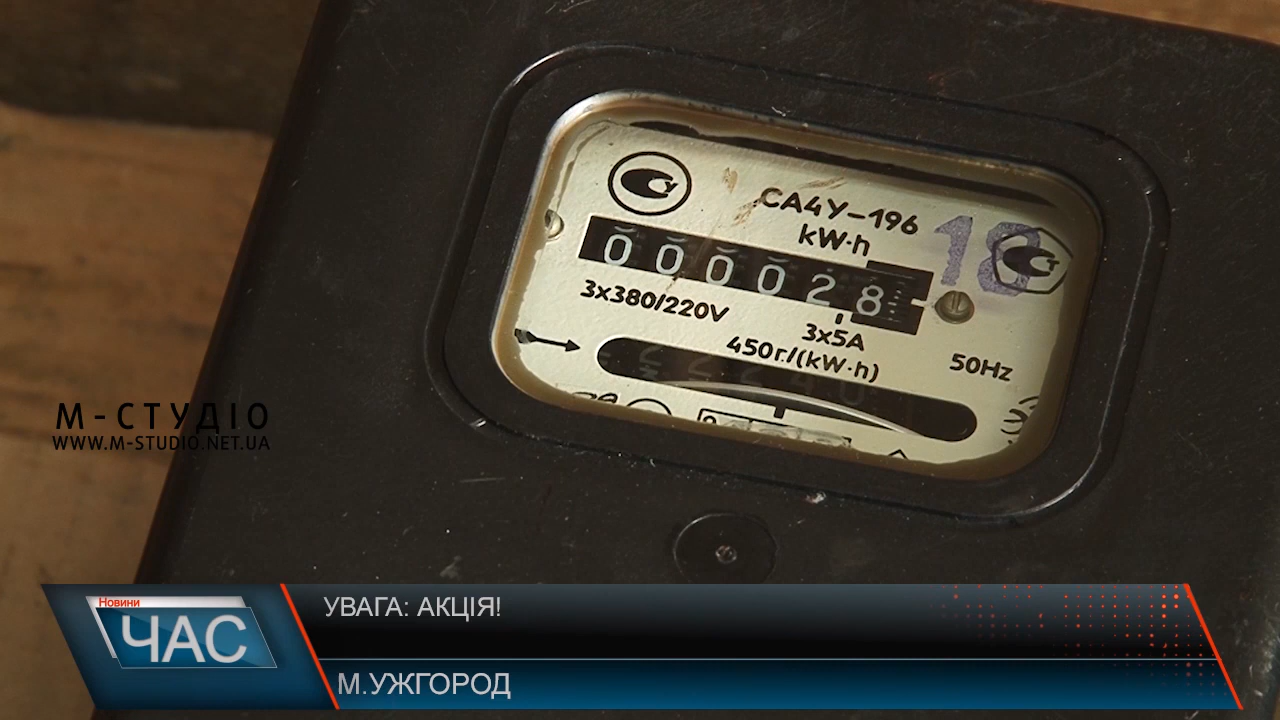 СА4У-196
kW·h
18
000028
3x380/220V
3x5A
450г./(kW·h)
50Hz
М-СТУДІО
WWW.M-STUDIO.NET.UA
Новини
ЧАС
УВАГА: АКЦІЯ!
М.УЖГОРОД